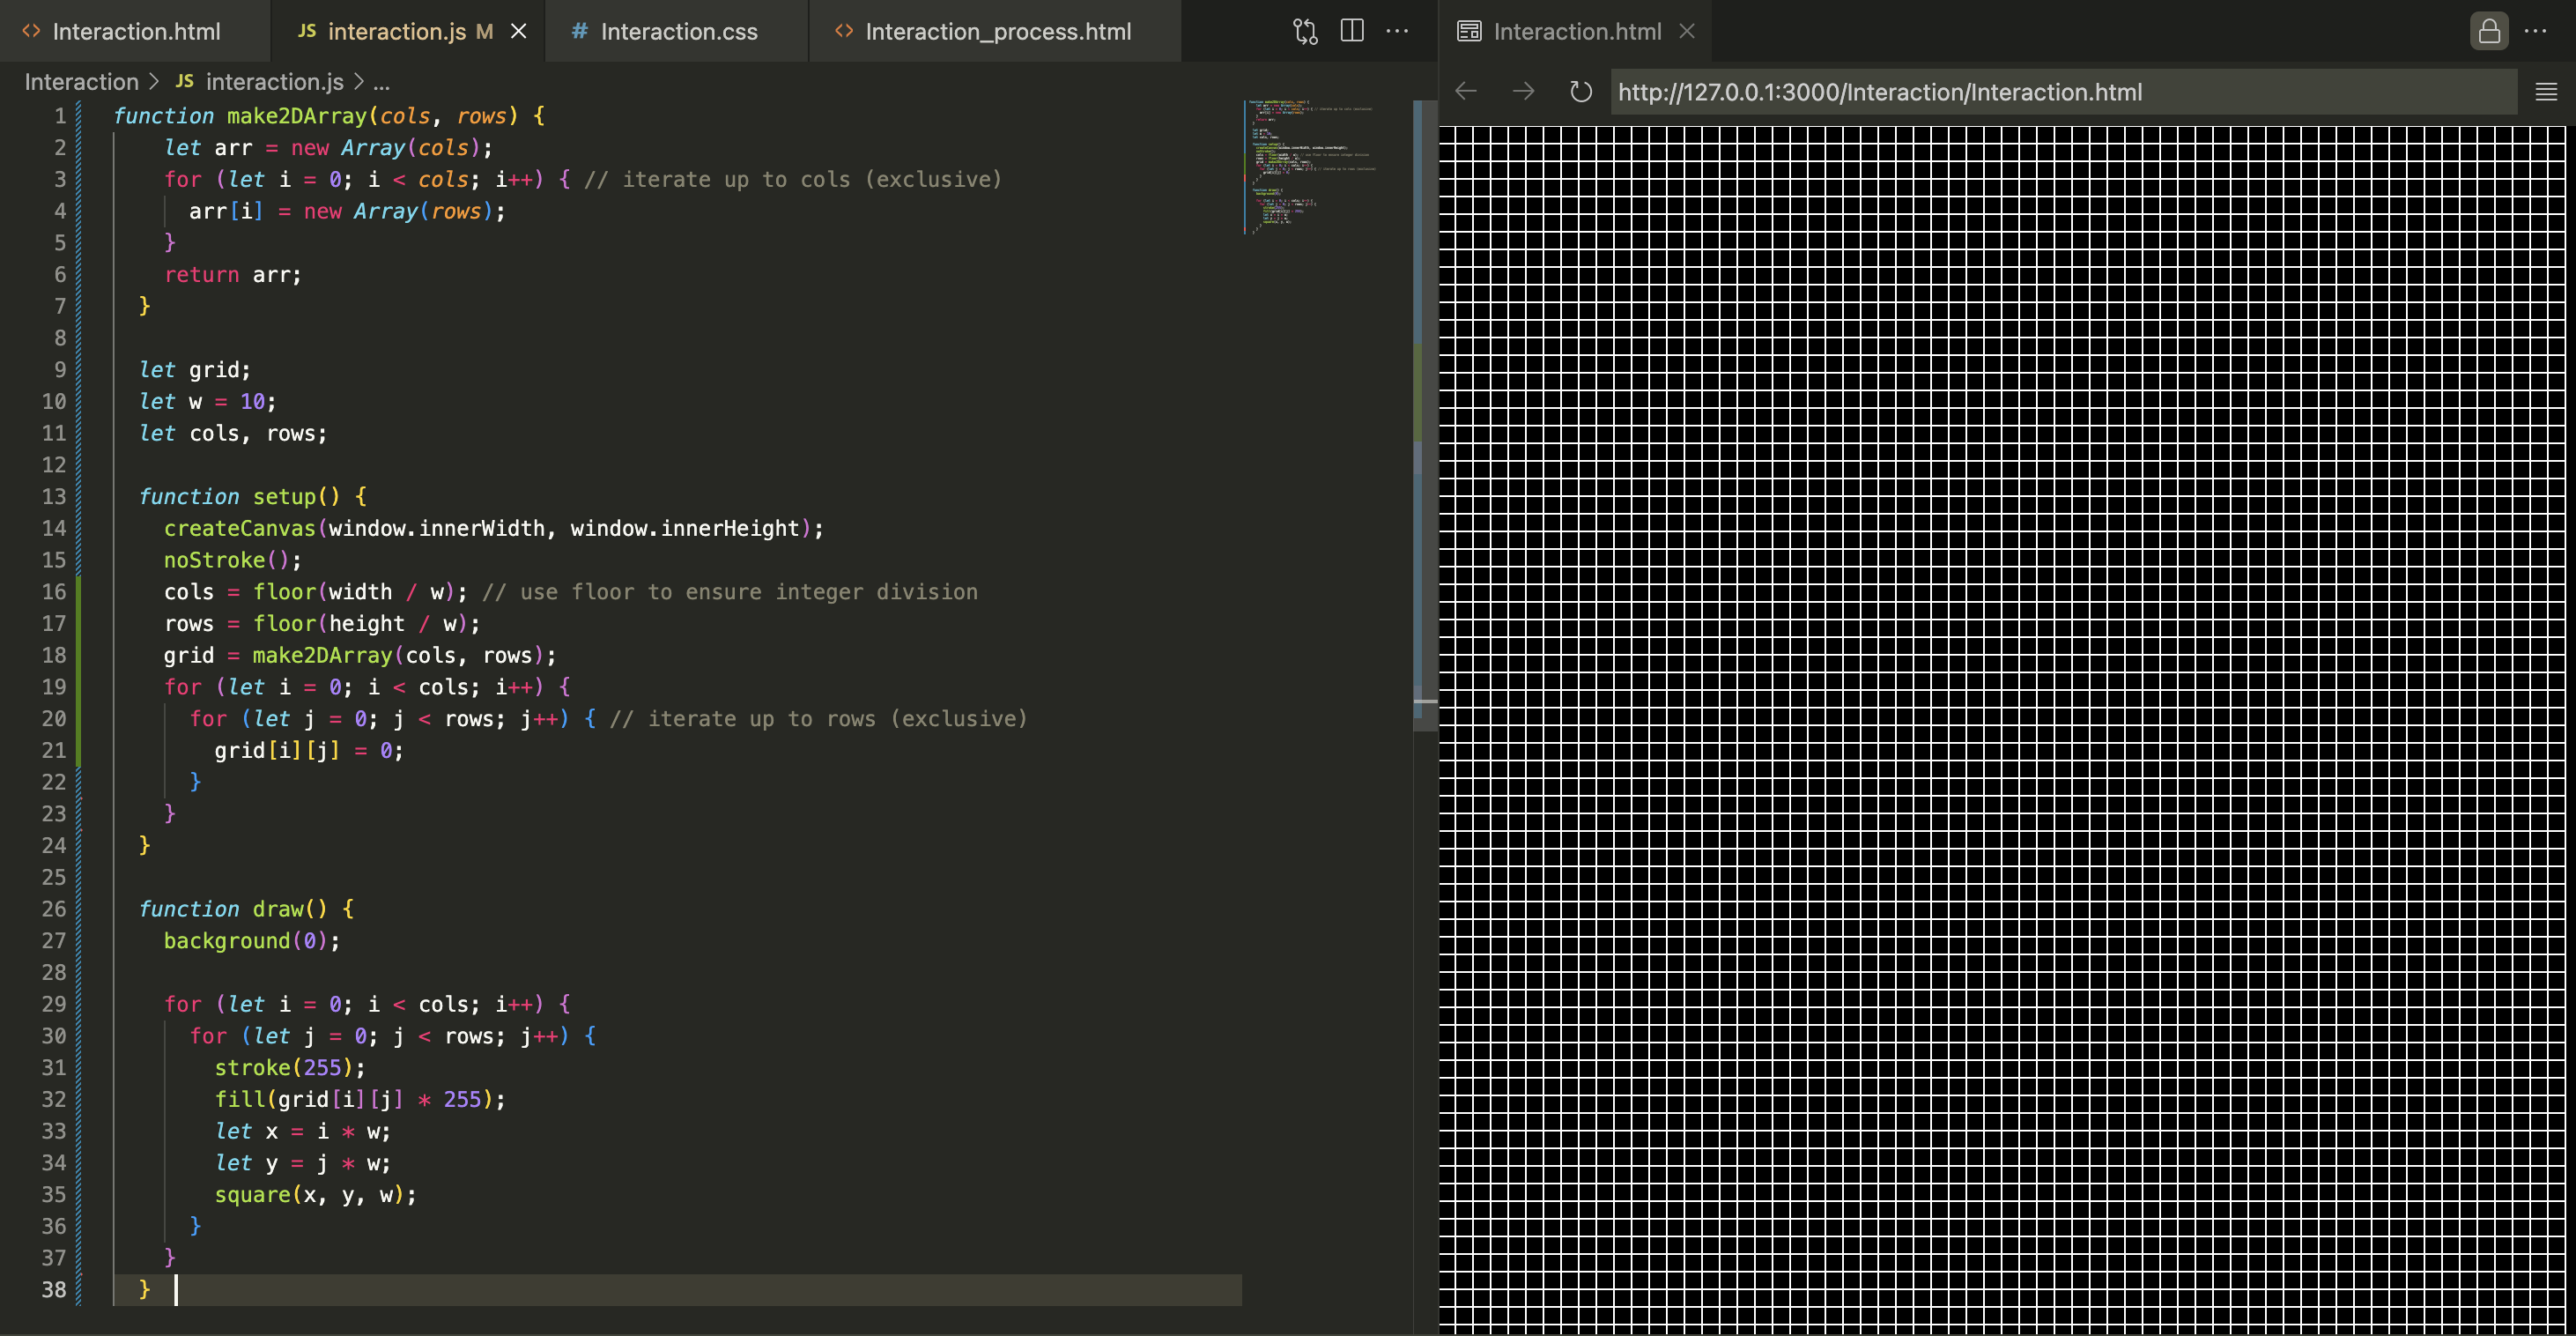 Interaction.html
JS interaction.js M
# Interaction.css
Interaction_process.html
Interaction.html
Interaction > JS interaction.js > ...
http://127.0.0.1:3000/Interaction/Interaction.html
1 function make2DArray(cols, rows) {
2 let arr = new Array(cols);
3 for (let i = 0; i < cols; i++) { // iterate up to cols (exclusive)
4 arr[i] = new Array(rows);
5 }
6 return arr;
7 }
8
9 let grid;
10 let w = 10;
11 let cols, rows;
12
13 function setup() {
14 createCanvas(window.innerWidth, window.innerHeight);
15 noStroke();
16 cols = floor(width / w); // use floor to ensure integer division
17 rows = floor(height / w);
18 grid = make2DArray(cols, rows);
19 for (let i = 0; i < cols; i++) {
20 for (let j = 0; j < rows; j++) { // iterate up to rows (exclusive)
21 grid[i][j] = 0;
22 }
23 }
24 }
25
26 function draw() {
27 background(0);
28
29 for (let i = 0; i < cols; i++) {
30 for (let j = 0; j < rows; j++) {
31 stroke(255);
32 fill(grid[i][j] * 255);
33 let x = i * w;
34 let y = j * w;
35 square(x, y, w);
36 }
37 }
38 }